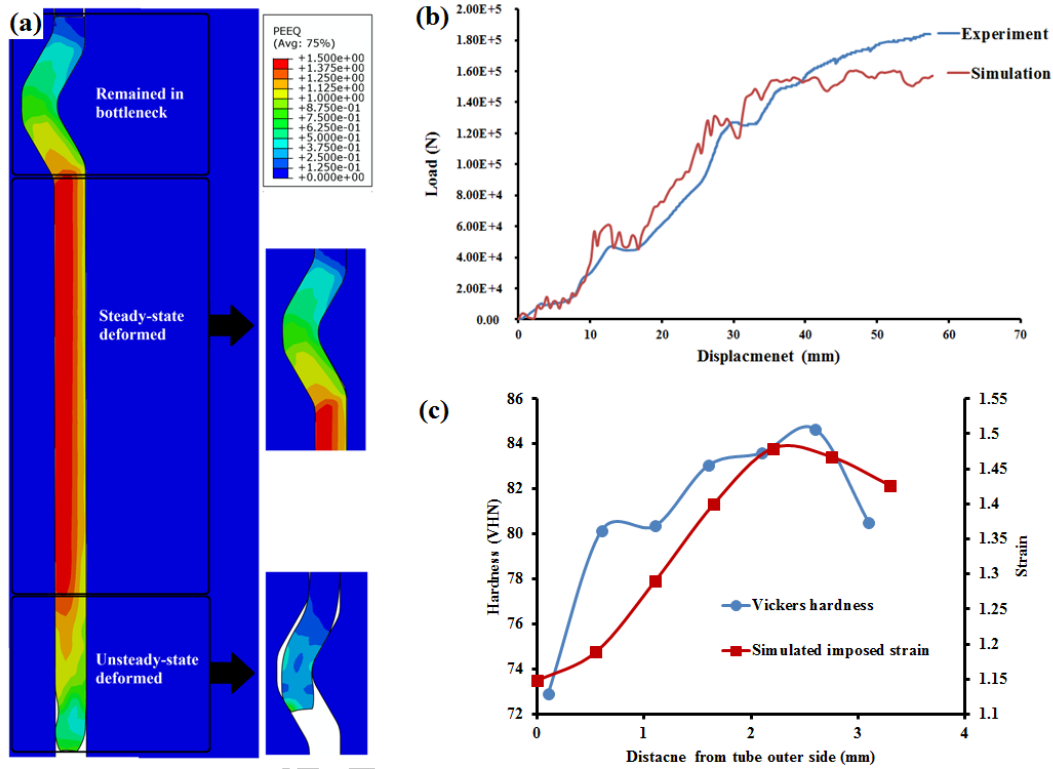 (a)
PEEQ
(Avg: 75%)
+1.500e+00
+1.375e+00
+1.125e+00
+1.000e+00
+8.750e-01
+7.500e-01
+6.250e-01
+5.000e-01
+3.750e-01
+2.500e-01
+1.250e-01
+0.000e+00
Remained in
bottleneck
Steady-state
deformed
Unsteady-state
deformed
(b)
2.00E+5
1.80E+5
1.60E+5
1.40E+5
1.20E+5
1.00E+5
8.00E+4
6.00E+4
4.00E+4
2.00E+4
0.00
Load (N)
0 10 20 30 40 50 60 70
Displacmenet (mm)
Experiment
Simulation
(c)
86
84
82
80
78
76
74
72
Hardness (VHN)
1.55
1.5
1.45
1.4
1.35
1.3
1.25
1.2
1.15
1.1
Strain
Vickers hardness
Simulated imposed strain
0 1 2 3 4
Distacne from tube outer side (mm)